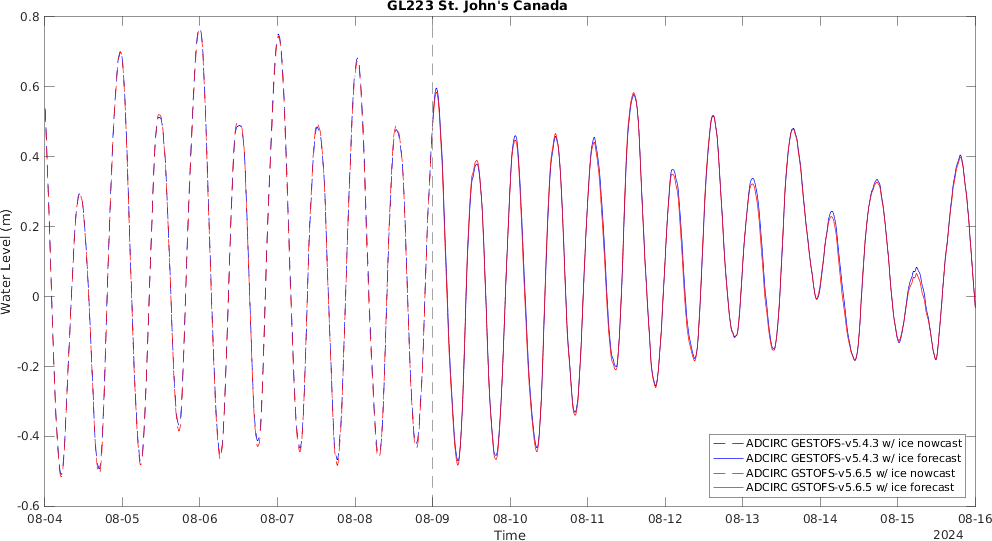 GL223 St. John's Canada
Water Level (m)
0.8
0.6
0.4
0.2
0
-0.2
-0.4
-0.6
ADCIRC GESTOFS-v5.4.3 w/ ice nowcast
ADCIRC GESTOFS-v5.4.3 w/ ice forecast
ADCIRC GSTOFS-v5.6.5 w/ ice nowcast
ADCIRC GSTOFS-v5.6.5 w/ ice forecast
08-04 08-05 08-06 08-07 08-08 08-09 08-10 08-11 08-12 08-13 08-14 08-15 08-16
Time
2024